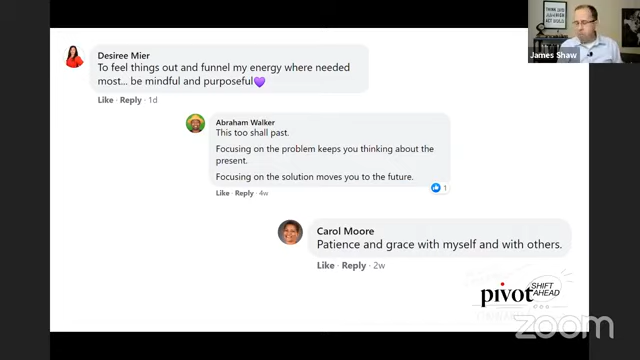 Desiree Mier
To feel things out and funnel my energy where needed
most... be mindful and purposeful💜
Like · Reply · 1d
Abraham Walker
This too shall past.
Focusing on the problem keeps you thinking about the
present.
Focusing on the solution moves you to the future.
1
Like · Reply · 4w
Carol Moore
Patience and grace with myself and with others.
Like · Reply · 2w
pivot
SHIFT
AHEAD
zoom
James Shaw